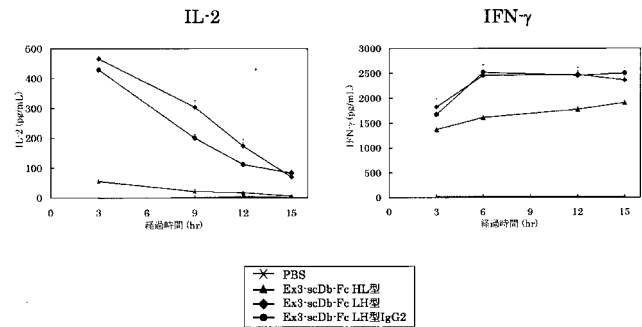 IL-2
600
500
400
300
200
100
0
IL-2 (pg/mL)
0 3 6 9 12 15
経過時間 (hr)
IFN-γ
3000
2500
2000
1500
1000
500
0
IFN-γ (pg/mL)
0 3 6 9 12 15
経過時間 (hr)
PBS
Ex3-scDb-Fc HL型
Ex3-scDb-Fc LH型
Ex3-scDb-Fc LH型IgG2